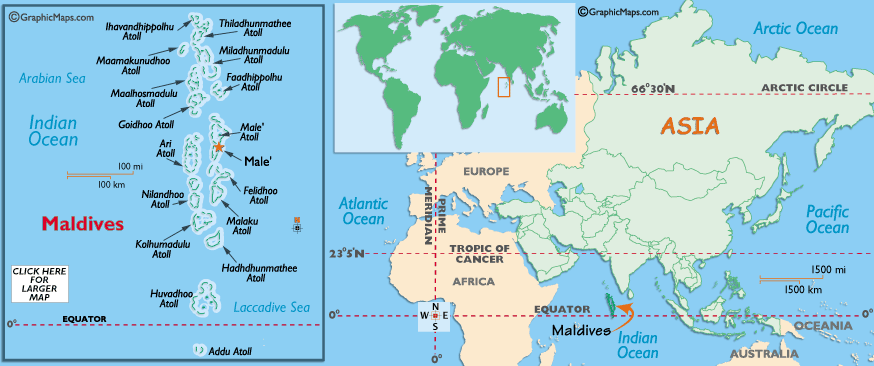 ©GraphicMaps.com
Ihavandhippolhu
Atoll
Thiladhunmathee
Atoll
Maamakunudhoo
Atoll
Miladhunmadulu
Atoll
Arabian Sea
Faadhippolhu
Atoll
Maalhosmadulu
Atoll
Goidhoo Atoll
Indian
Ocean
Male'
Atoll
Ari
Atoll
Male'
100 mi
100 km
Nilandhoo
Atoll
Felidhoo
Atoll
Maldives
Malaku
Atoll
Kolhumadulu
Atoll
Hadhdhunmathee
Atoll
CLICK HERE
FOR
LARGER
MAP
Huvadhoo
Atoll
Laccadive Sea
EQUATOR
0°
Addu Atoll
©GraphicMaps.com
Arctic Ocean
66°30'N
ARCTIC CIRCLE
ASIA
EUROPE
Atlantic
Ocean
PRIME
MERIDIAN
Pacific
Ocean
23°5'N
TROPIC OF
CANCER
AFRICA
1500 mi
1500 km
N
W
E
S
0°
EQUATOR
0°
Maldives
Indian
Ocean
OCEANIA
AUSTRALIA